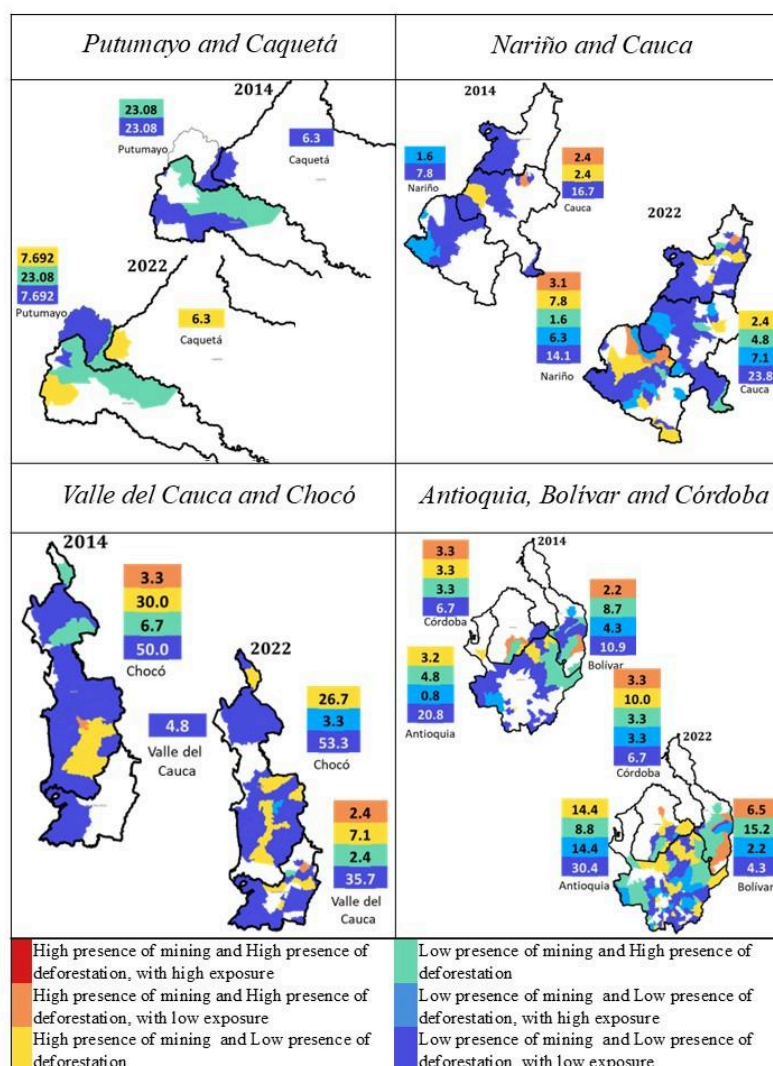 Putumayo and Caquetá
Nariño and Cauca
2014
23.08
23.08
Putumayo
6.3
Caquetá
2022
7.692
23.08
7.692
Putumayo
6.3
Caquetá
2014
1.6
7.8
Nariño
2.4
2.4
16.7
Cauca
2022
3.1
7.8
1.6
6.3
14.1
Nariño
2.4
4.8
7.1
23.8
Cauca
Valle del Cauca and Chocó
Antioquia, Bolívar and Córdoba
2014
3.3
30.0
6.7
50.0
Chocó
4.8
Valle del
Cauca
2022
26.7
3.3
53.3
Chocó
2.4
7.1
2.4
35.7
Valle del
Cauca
2014
3.3
3.3
3.3
6.7
Córdoba
2.2
8.7
4.3
10.9
Bolívar
3.2
4.8
0.8
20.8
Antioquia
3.3
10.0
3.3
3.3
6.7
Córdoba
2022
14.4
8.8
14.4
30.4
Antioquia
6.5
15.2
2.2
4.3
Bolívar
High presence of mining and High presence of
deforestation, with high exposure
High presence of mining and High presence of
deforestation, with low exposure
High presence of mining and Low presence of
deforestation
Low presence of mining and High presence of
deforestation
Low presence of mining and Low presence of
deforestation, with high exposure
Low presence of mining and Low presence of
deforestation, with low exposure